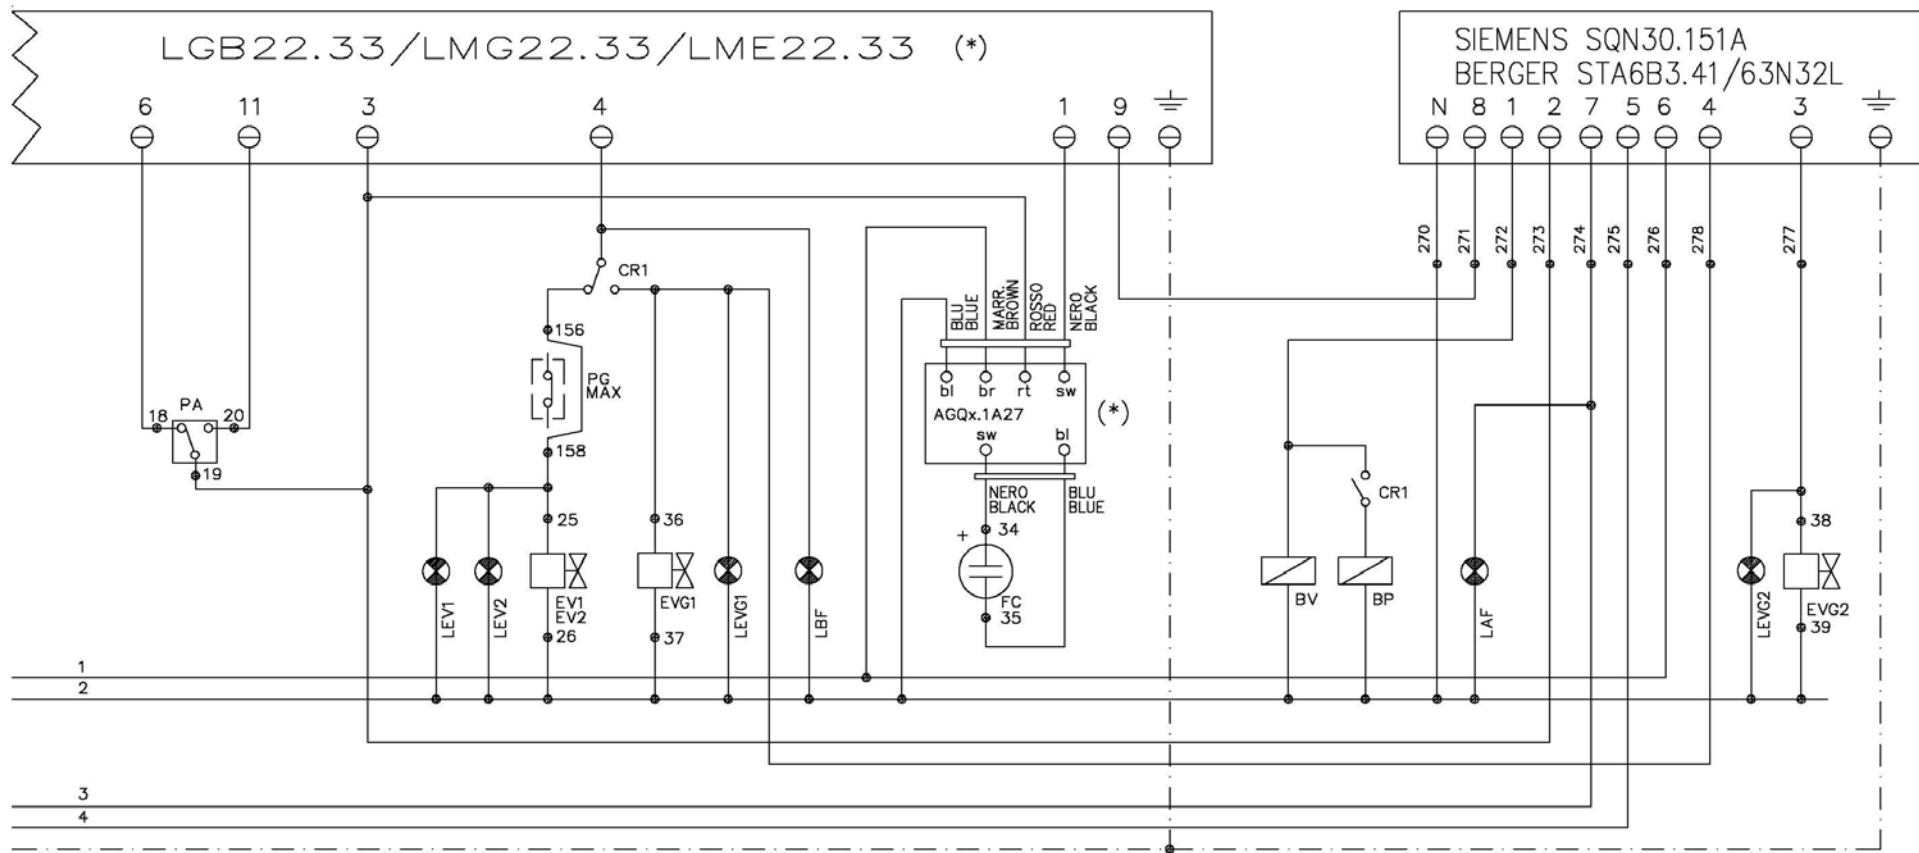 LGB22.33/LMG22.33/LME22.33 (*)
SIEMENS SQN30.151A
BERGER STA6B3.41/63N32L
6 11 3 4 1 9
N 8 1 2 7 5 6 4 3
270 271 272 273 274 275 276 278 277
CR1
BLU
BLUE
MARR.
BROWN
ROSSO
RED
NERO
BLACK
156
PG
MAX
158
bl br rt sw
AGQx.1A27
(*)
sw bl
PA
18 20
19
NERO
BLACK
BLU
BLUE
CR1
25
36
+ 34
38
LEV1
LEV2
EV1
EV2
26
EVG1
37
LEVG1
LBF
FC
35
BV
BP
LAF
LEVG2
EVG2
39
1
2
3
4